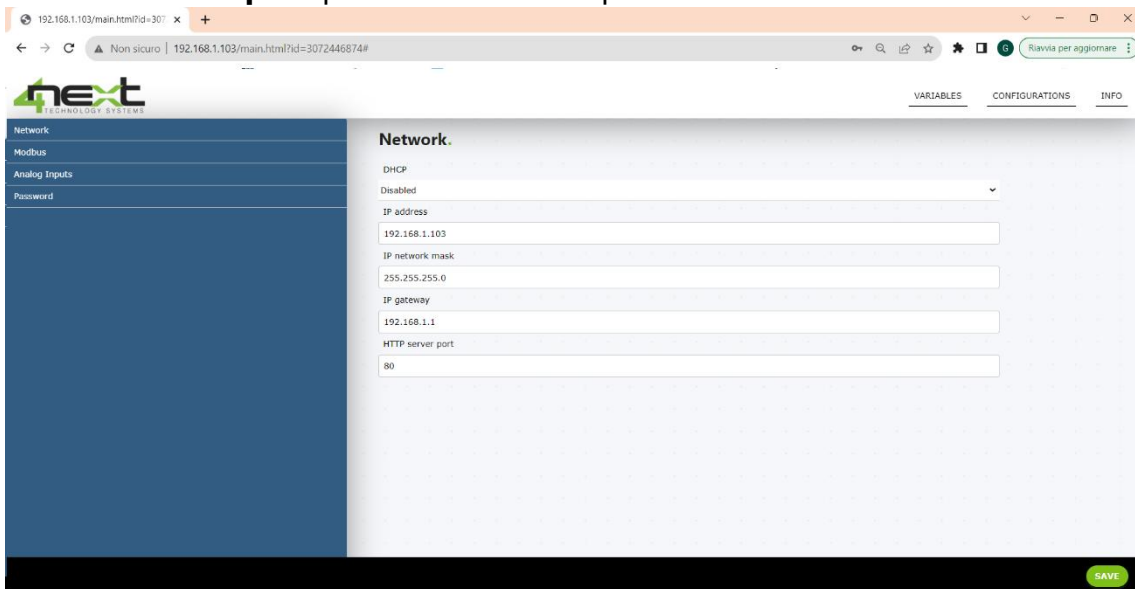 192.168.1.103/main.html?id=307
Non sicuro | 192.168.1.103/main.html?id=3072446874#
G
Riavvia per aggiornare
4next
TECHNOLOGY SYSTEMS
VARIABLES
CONFIGURATIONS
INFO
Network
Modbus
Analog Inputs
Password
Network.
DHCP
Disabled
IP address
192.168.1.103
IP network mask
255.255.255.0
IP gateway
192.168.1.1
HTTP server port
80
SAVE